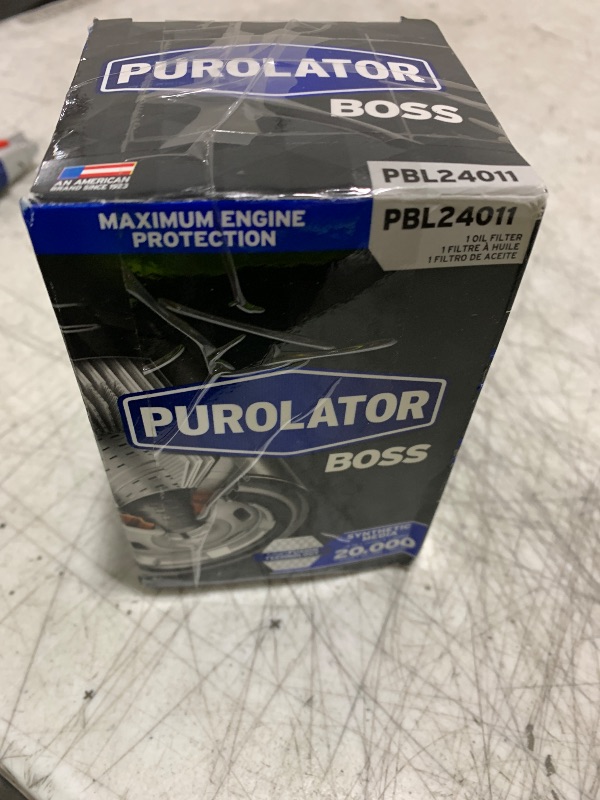 PUROLATOR
BOSS
AN AMERICAN
BRAND SINCE 1923
PBL24011
MAXIMUM ENGINE
PROTECTION
PBL24011
1 OIL FILTER
1 FILTRE À HUILE
1 FILTRO DE ACEITE
PUROLATOR
BOSS
SYNTHETIC
MEDIA
20,000